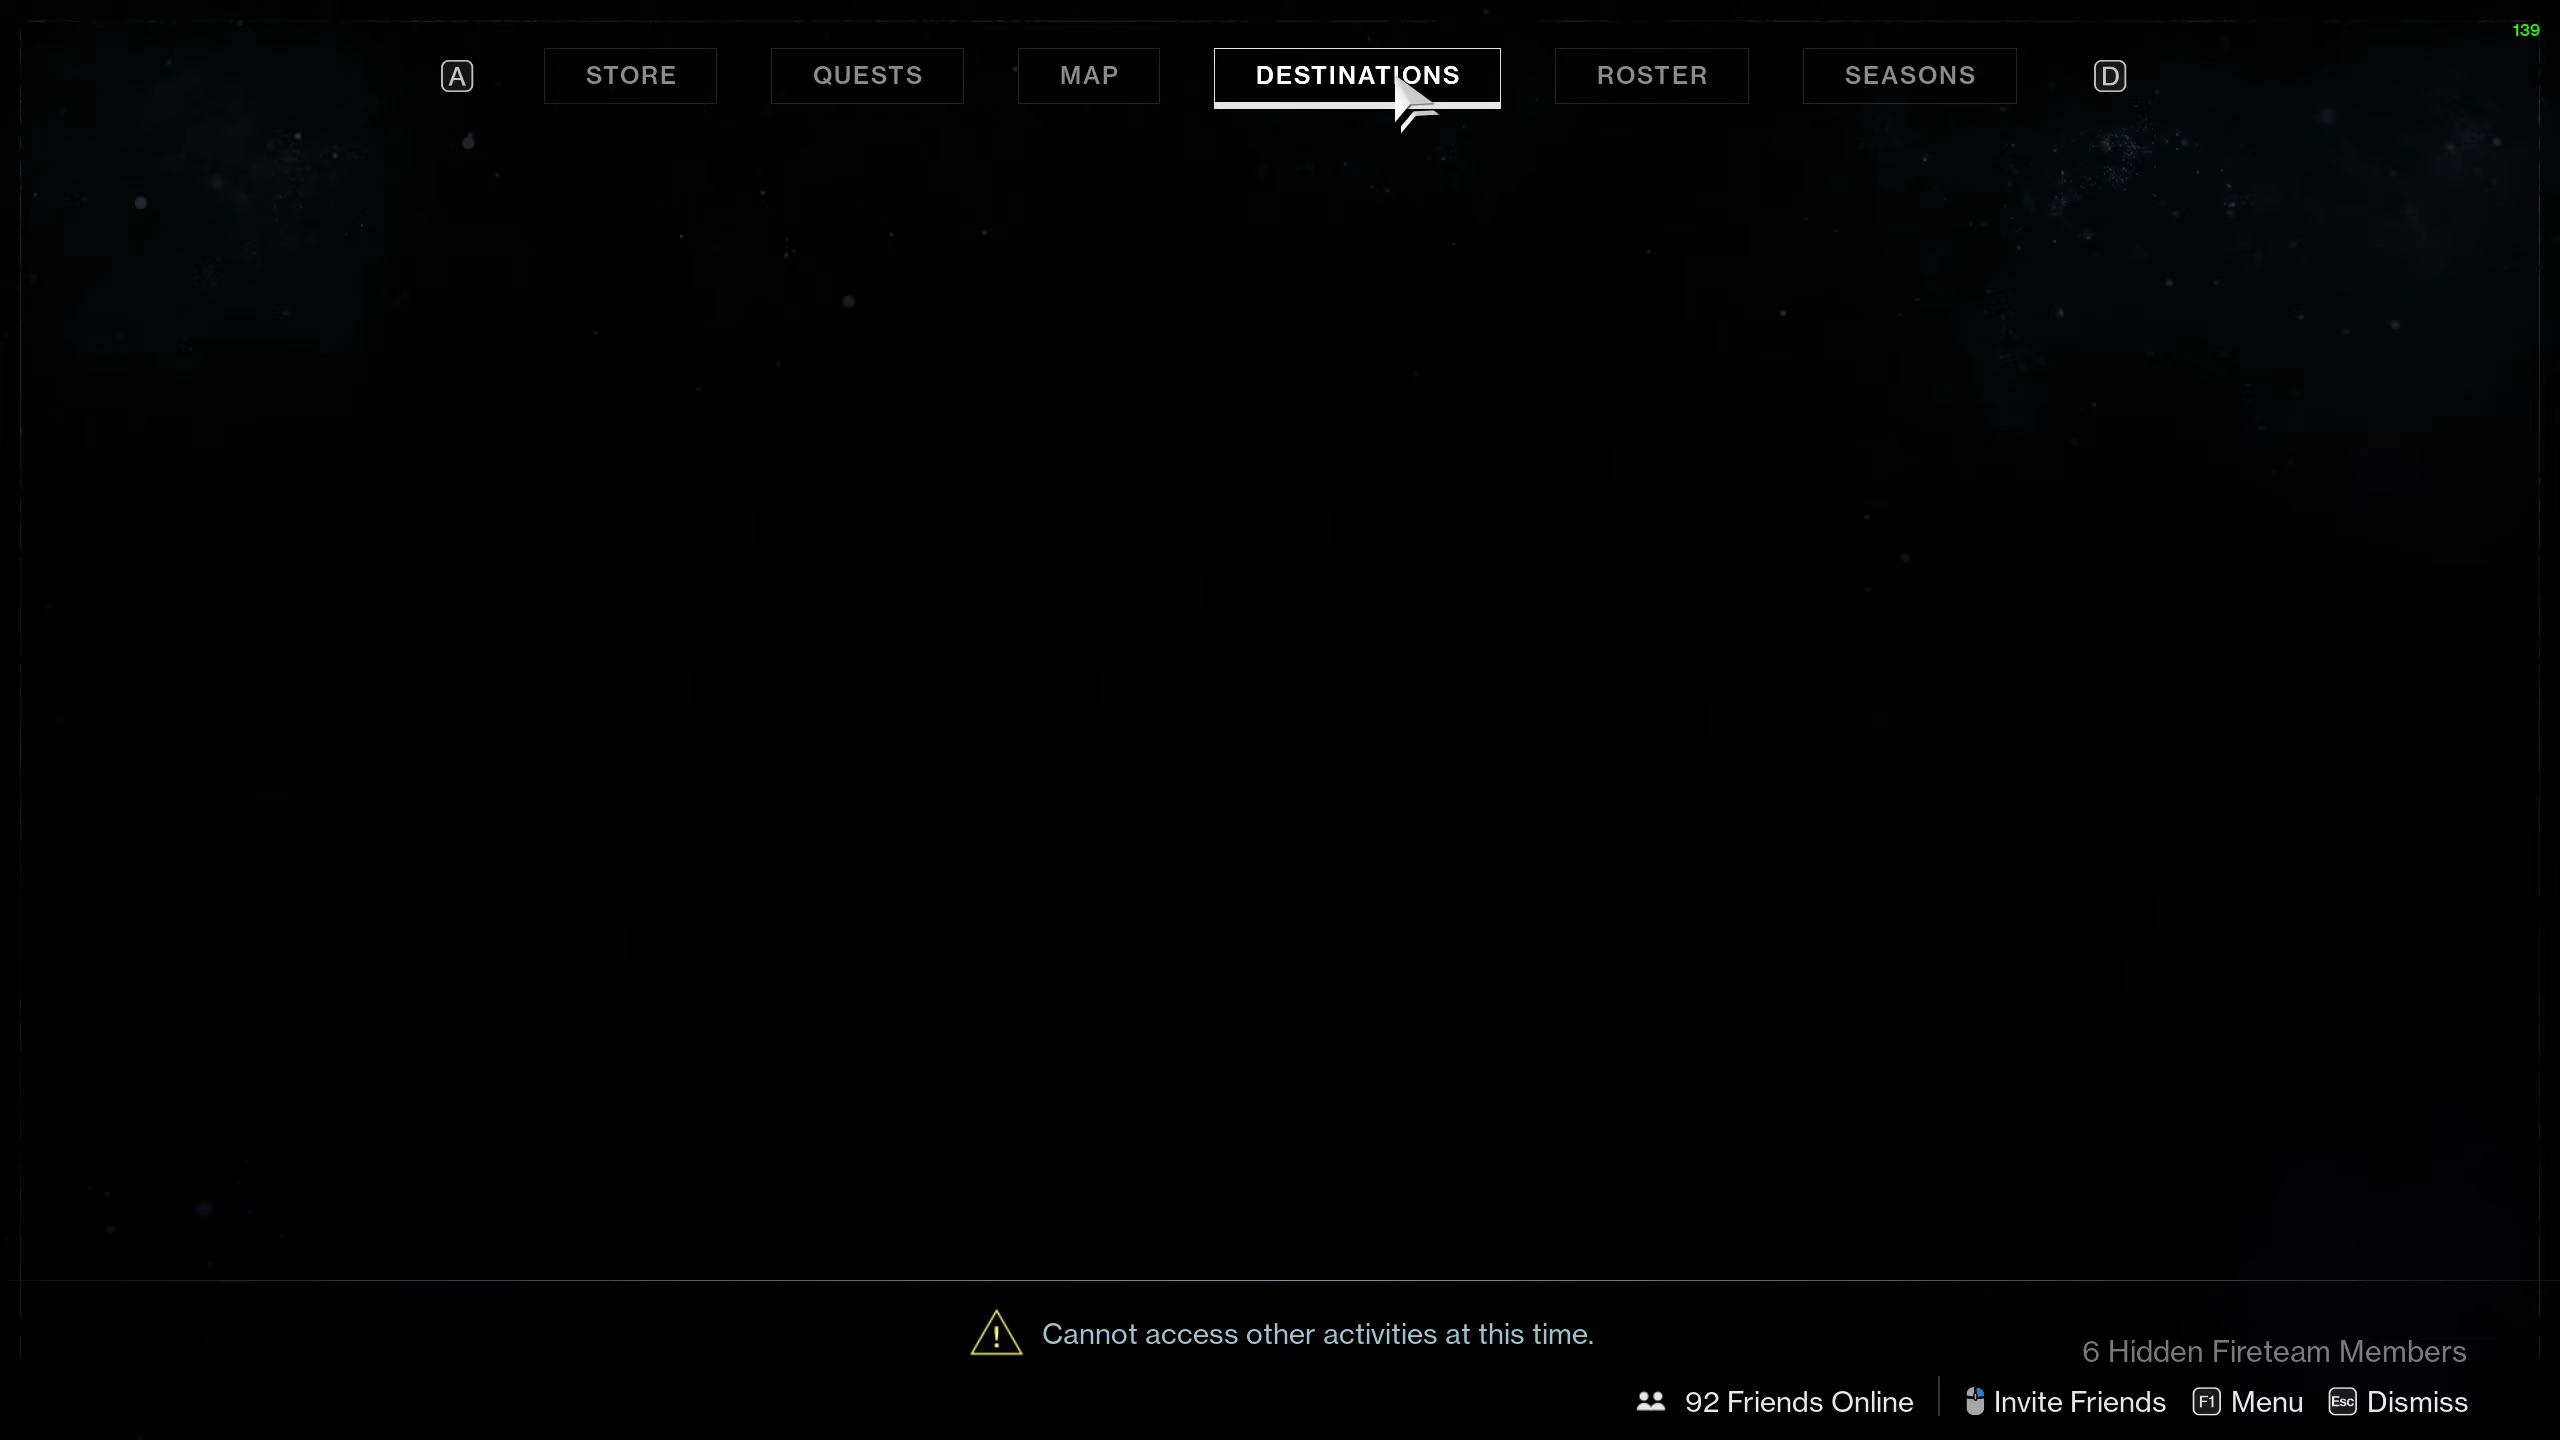 139
A STORE QUESTS MAP DESTINATIONS ROSTER SEASONS D
Cannot access other activities at this time.
6 Hidden Fireteam Members
92 Friends Online Invite Friends F1 Menu Esc Dismiss